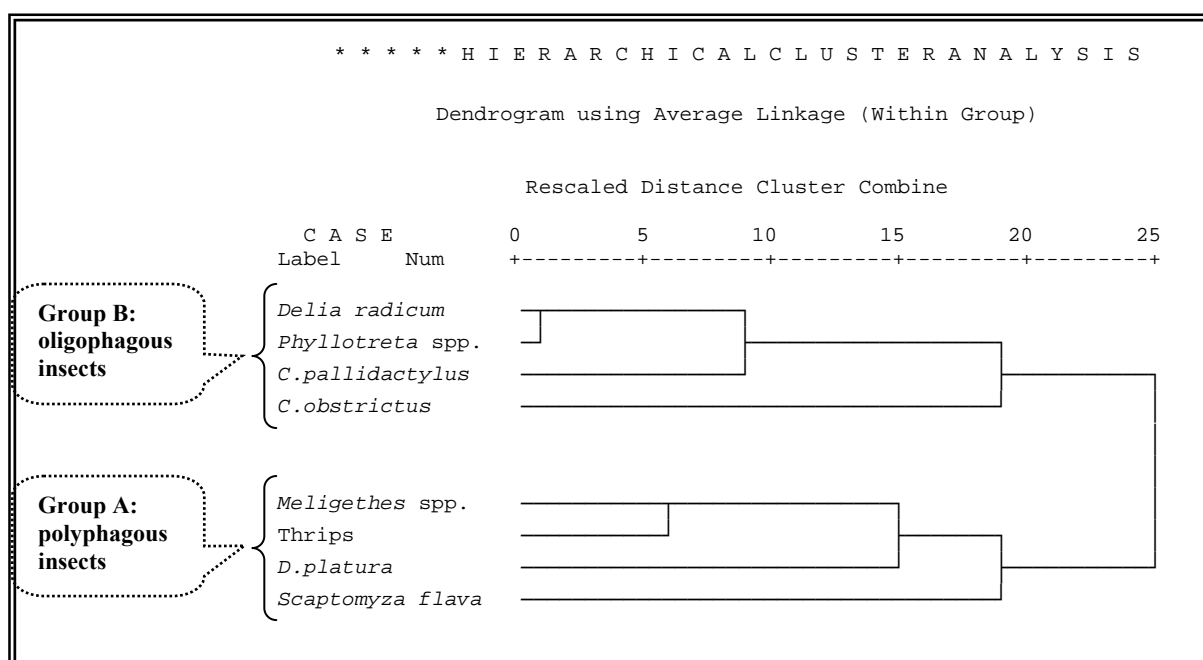 * * * * * H I E R A R C H I C A L C L U S T E R A N A L Y S I S
Dendrogram using Average Linkage (Within Group)
Rescaled Distance Cluster Combine
C A S E 0 5 10 15 20 25
Label Num +---------+---------+---------+---------+---------+
Group B:
oligophagous
insects
Delia radicum
Phyllotreta spp.
C.pallidactylus
C.obstrictus
Group A:
polyphagous
insects
Meligethes spp.
Thrips
D.platura
Scaptomyza flava